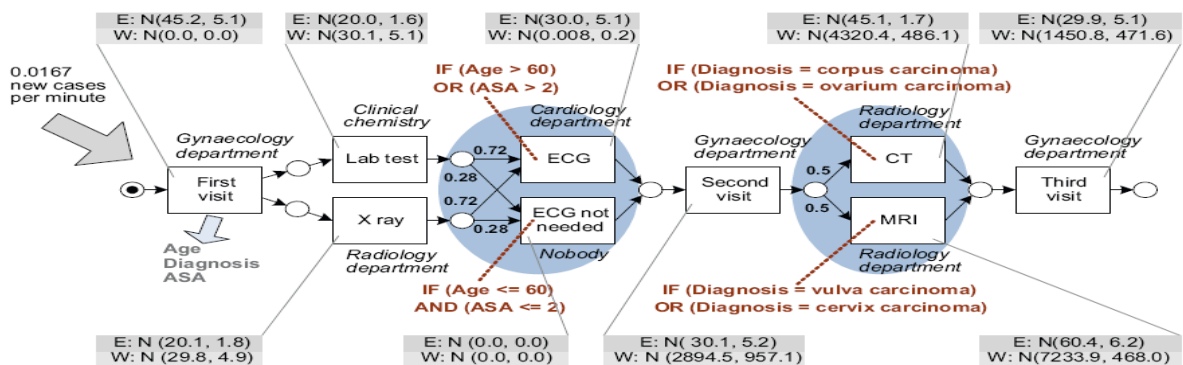 E: N(45.2, 5.1)
W: N(0.0, 0.0)
E: N(20.0, 1.6)
W: N(30.1, 5.1)
E: N(30.0, 5.1)
W: N(0.008, 0.2)
E: N(45.1, 1.7)
W: N(4320.4, 486.1)
E: N(29.9, 5.1)
W: N(1450.8, 471.6)
0.0167
new cases
per minute
IF (Age > 60)
OR (ASA > 2)
IF (Diagnosis = corpus carcinoma)
OR (Diagnosis = ovarium carcinoma)
Gynaecology
department
Clinical
chemistry
Cardiology
department
Gynaecology
department
Radiology
department
Gynaecology
department
First
visit
Lab test
0.72
0.28
ECG
Second
visit
0.5
CT
Third
visit
X ray
0.72
0.28
ECG not
needed
0.5
MRI
Age
Diagnosis
ASA
Radiology
department
Nobody
Radiology
department
IF (Age <= 60)
AND (ASA <= 2)
IF (Diagnosis = vulva carcinoma)
OR (Diagnosis = cervix carcinoma)
E: N (20.1, 1.8)
W: N (29.8, 4.9)
E: N (0.0, 0.0)
W: N (0.0, 0.0)
E: N( 30.1, 5.2)
W: N (2894.5, 957.1)
E: N(60.4, 6.2)
W: N(7233.9, 468.0)